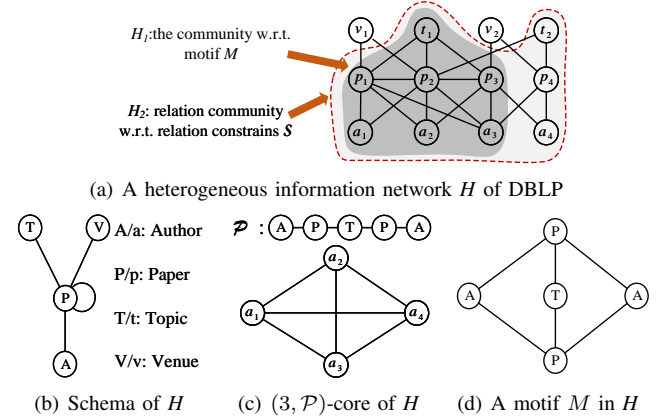 H₁:the community w.r.t.
motif M
H₂: relation community
w.r.t. relation constrains S
v₁ t₁ v₂ t₂
p₁ p₂ p₃ p₄
a₁ a₂ a₃ a₄
(a) A heterogeneous information network H of DBLP
T V A/a: Author
P P/p: Paper
T/t: Topic
A V/v: Venue
(b) Schema of H
𝒫 : A P T P A
a₂
a₁ a₄
a₃
(c) (3, 𝒫)-core of H
P
A T A
P
(d) A motif M in H